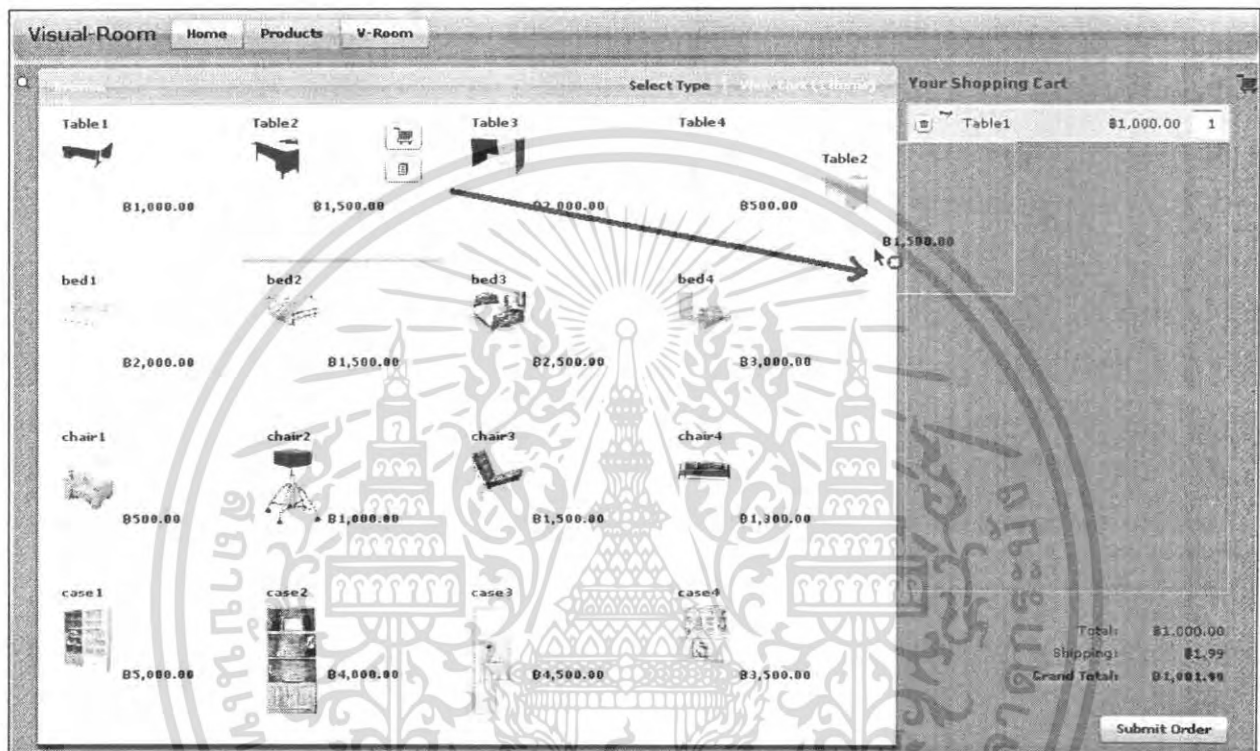 Visual-Room Home Products V-Room
Select Type
Your Shopping Cart
Table1 ฿1,000.00 1
Table1 Table2 Table3 Table4
Table2
฿1,000.00 ฿1,500.00 ฿2,000.00 ฿500.00
฿1,500.00
bed1 bed2 bed3 bed4
฿2,000.00 ฿1,500.00 ฿2,500.00 ฿3,000.00
chair1 chair2 chair3 chair4
฿500.00 ฿1,000.00 ฿1,500.00 ฿1,300.00
case1 case2 case3 case4
฿5,000.00 ฿4,000.00 ฿4,500.00 ฿3,500.00
Total: ฿1,000.00
Shipping: ฿1.99
Grand Total: ฿1,001.99
Submit Order